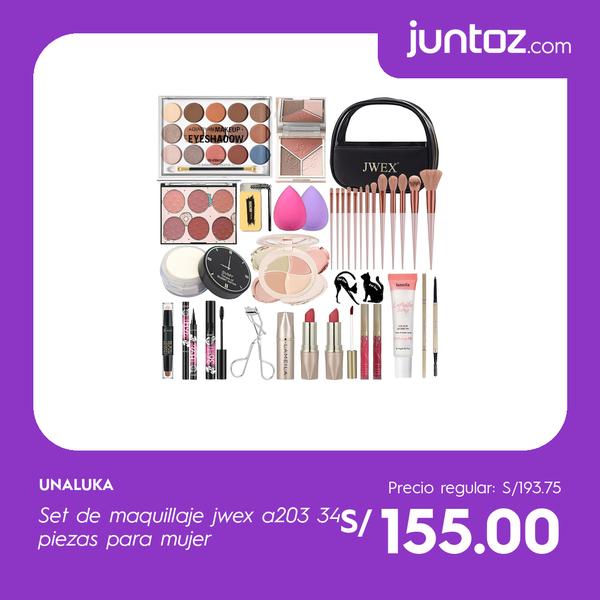 juntoz.com
MAKEUP
EYESHADOW
JWEX
UNALUKA
Set de maquillaje jwex a203 34
piezas para mujer
Precio regular: S/193.75
S/155.00